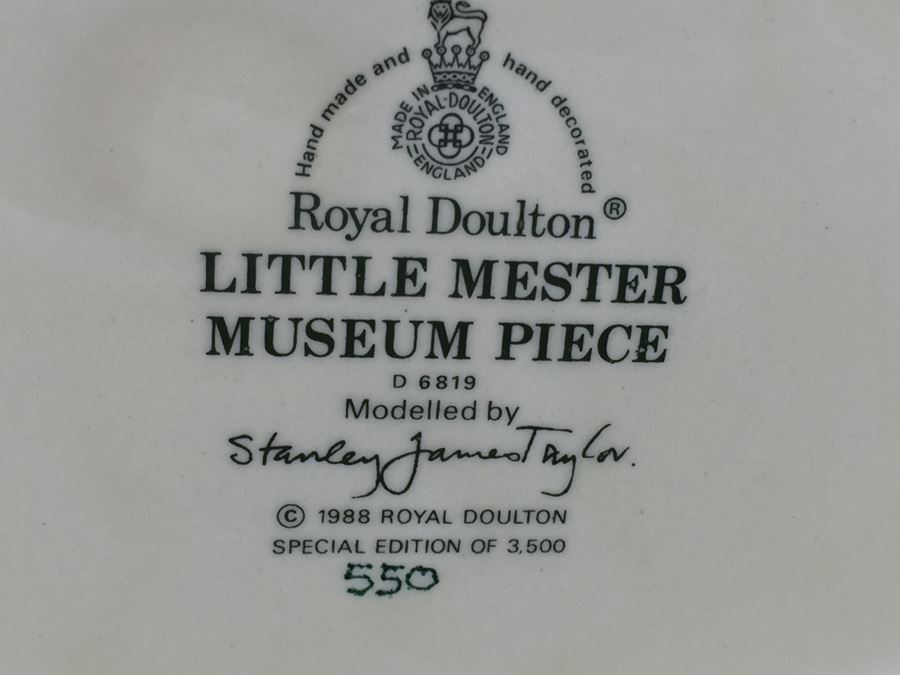 Hand made and hand decorated
MADE IN ENGLAND
ROYAL-DOULTON
ENGLAND
Royal Doulton®
LITTLE MESTER
MUSEUM PIECE
D 6819
Modelled by
Stanley James Taylor.
© 1988 ROYAL DOULTON
SPECIAL EDITION OF 3,500
550